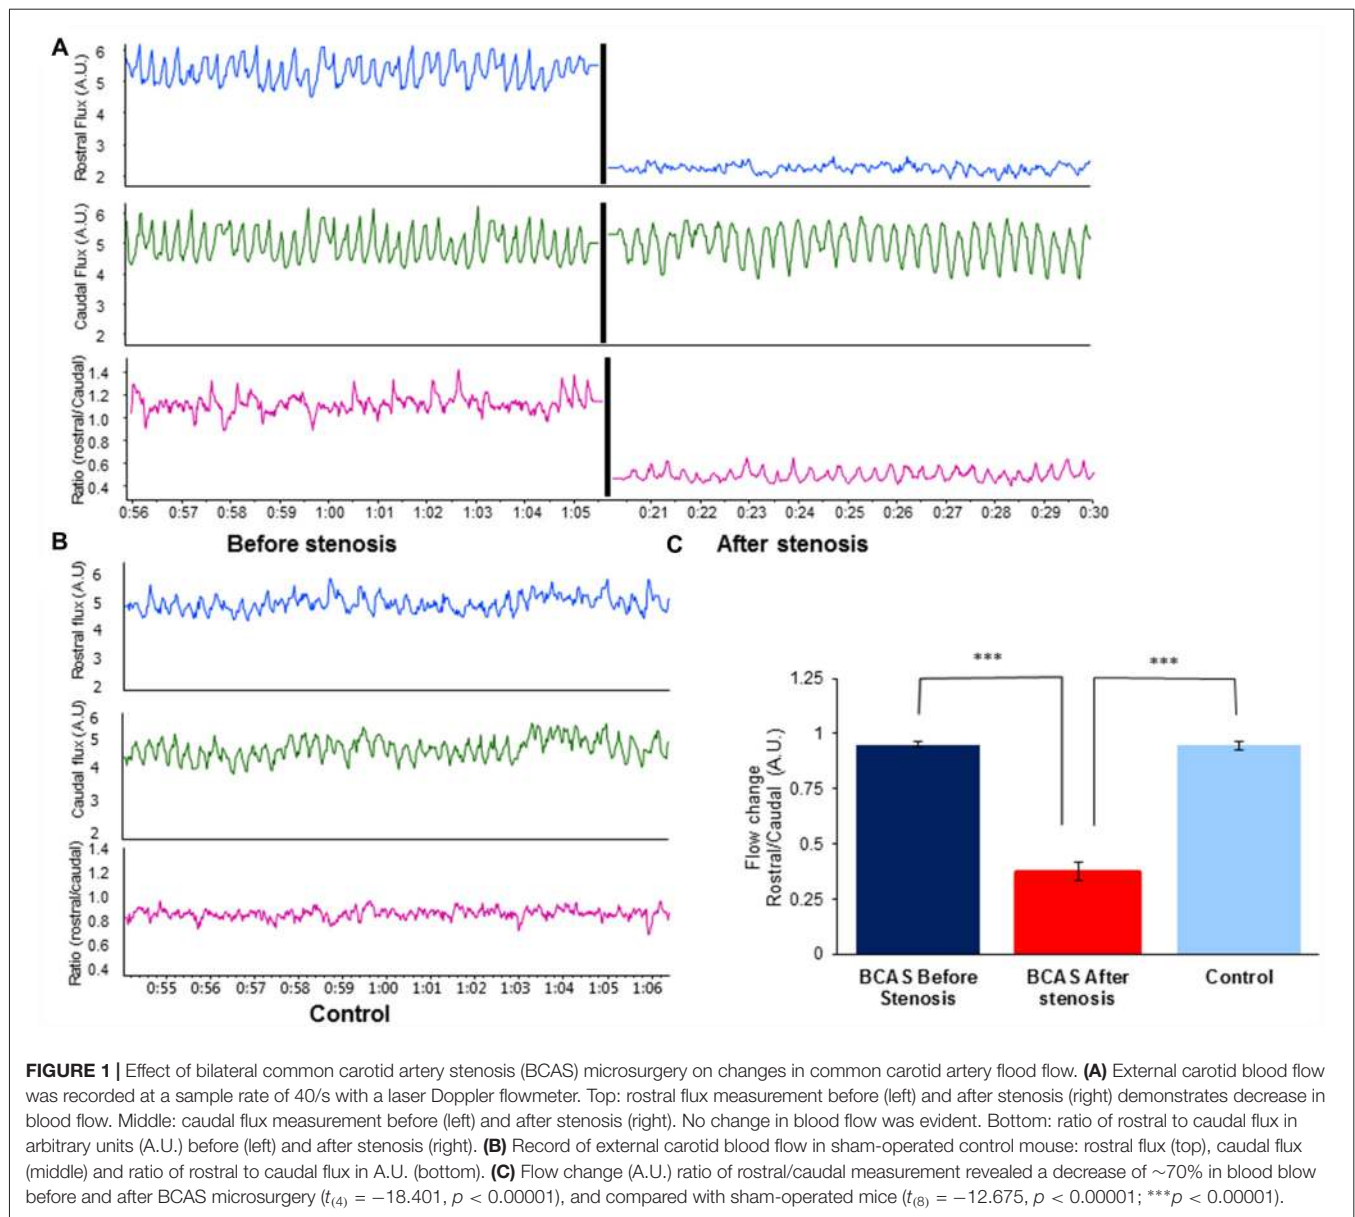 A
Rostral Flux (A.U.)
6
5
4
3
2
Caudal Flux (A.U.)
6
5
4
3
2
Ratio (rostral/Caudal)
1.4
1.2
1.0
0.8
0.6
0.4
0:56 0:57 0:58 0:59 1:00 1:01 1:02 1:03 1:04 1:05 0:21 0:22 0:23 0:24 0:25 0:26 0:27 0:28 0:29 0:30
Before stenosis
After stenosis
B
Rostral flux (A.U)
6
5
4
3
2
Caudal flux (A.U)
6
5
4
3
2
Ratio (rostral/caudal)
1.4
1.2
1.0
0.8
0.6
0.4
0:55 0:56 0:57 0:58 0:59 1:00 1:01 1:02 1:03 1:04 1:05 1:06
Control
C
Flow change
Rostral/Caudal (A.U.)
1.25
1
0.75
0.5
0.25
0
***
***
BCAS Before
Stenosis
BCAS After
stenosis
Control
FIGURE 1 | Effect of bilateral common carotid artery stenosis (BCAS) microsurgery on changes in common carotid artery flood flow. (A) External carotid blood flow
was recorded at a sample rate of 40/s with a laser Doppler flowmeter. Top: rostral flux measurement before (left) and after stenosis (right) demonstrates decrease in
blood flow. Middle: caudal flux measurement before (left) and after stenosis (right). No change in blood flow was evident. Bottom: ratio of rostral to caudal flux in
arbitrary units (A.U.) before (left) and after stenosis (right). (B) Record of external carotid blood flow in sham-operated control mouse: rostral flux (top), caudal flux
(middle) and ratio of rostral to caudal flux in A.U. (bottom). (C) Flow change (A.U.) ratio of rostral/caudal measurement revealed a decrease of ~70% in blood blow
before and after BCAS microsurgery (t(4) = −18.401, p < 0.00001), and compared with sham-operated mice (t(8) = −12.675, p < 0.00001; ***p < 0.00001).